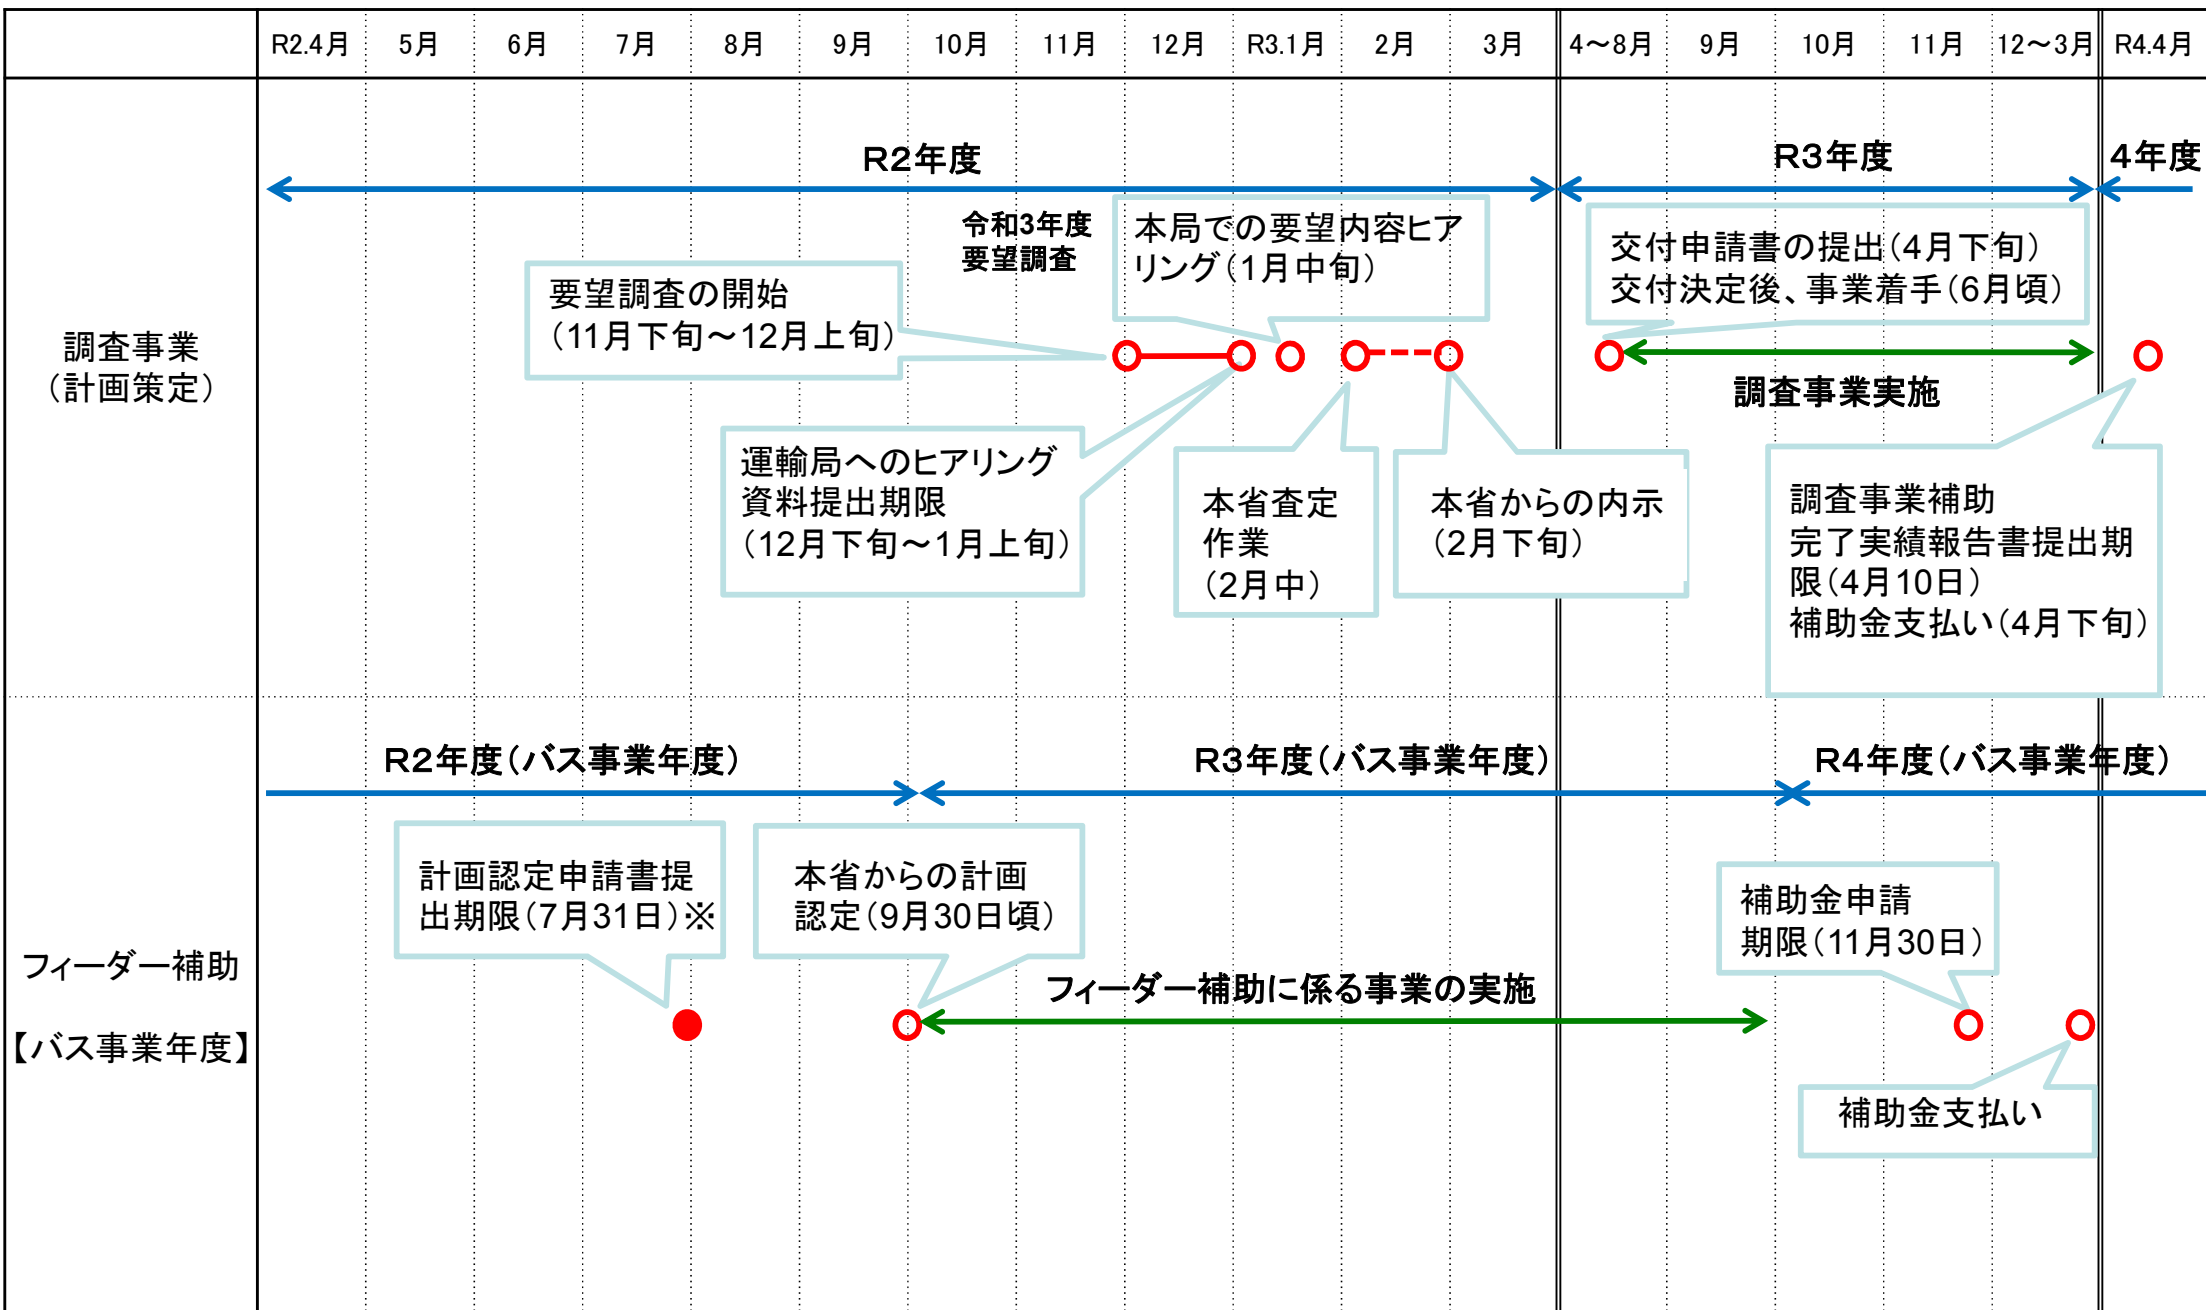 R2.4月 5月 6月 7月 8月 9月 10月 11月 12月 R3.1月 2月 3月 4～8月 9月 10月 11月 12～3月 R4.4月
調査事業
（計画策定）
R2年度
R3年度
4年度
令和3年度
要望調査
要望調査の開始
（11月下旬～12月上旬）
本局での要望内容ヒア
リング（1月中旬）
交付申請書の提出（4月下旬）
交付決定後、事業着手（6月頃）
調査事業実施
運輸局へのヒアリング
資料提出期限
（12月下旬～1月上旬）
本省査定
作業
（2月中）
本省からの内示
（2月下旬）
調査事業補助
完了実績報告書提出期
限（4月10日）
補助金支払い（4月下旬）
フィーダー補助
【バス事業年度】
R2年度（バス事業年度）
R3年度（バス事業年度）
R4年度（バス事業年度）
計画認定申請書提
出期限（7月31日）※
本省からの計画
認定（9月30日頃）
フィーダー補助に係る事業の実施
補助金申請
期限（11月30日）
補助金支払い